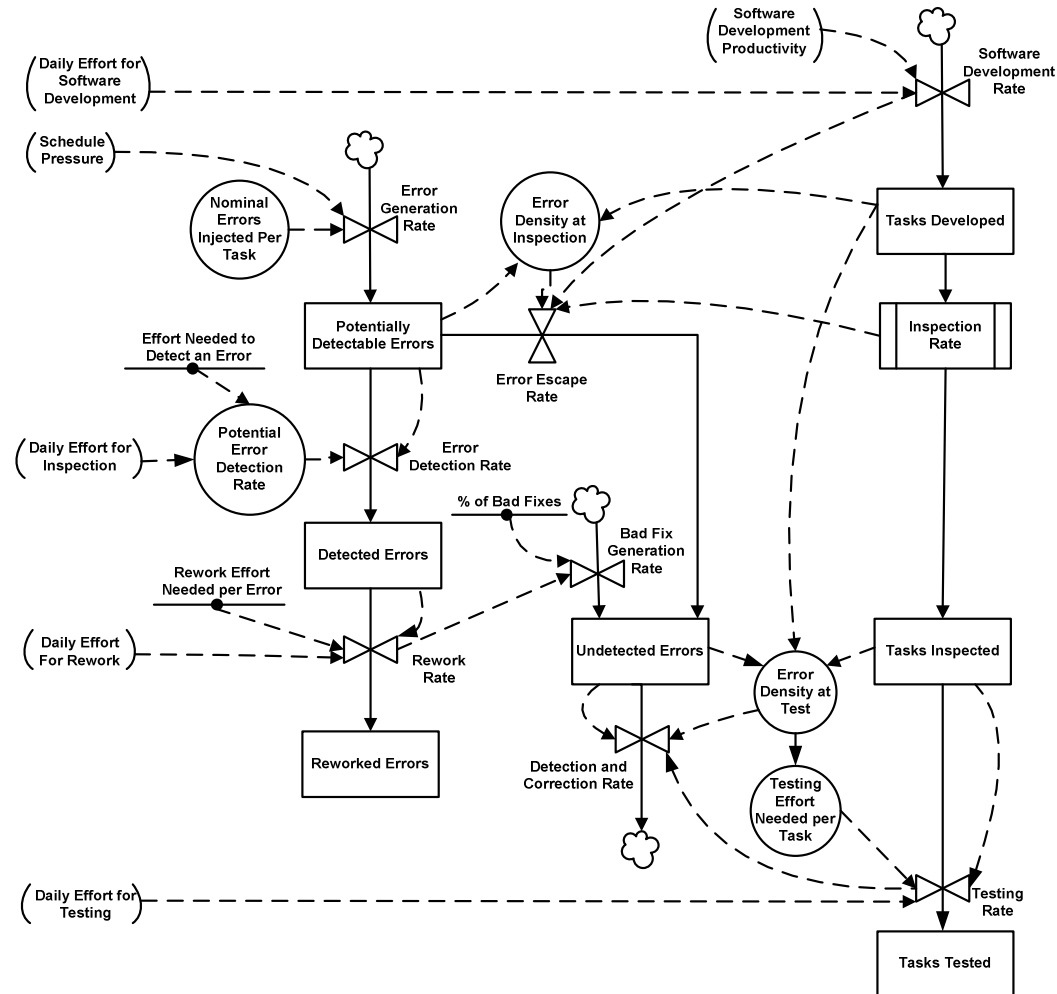 Software
Development
Productivity
Software
Development
Rate
(Daily Effort for
Software
Development)
(Schedule
Pressure)
Nominal
Errors
Injected Per
Task
Error
Generation
Rate
Error
Density at
Inspection
Tasks Developed
Potentially
Detectable Errors
Inspection
Rate
Effort Needed to
Detect an Error
Error Escape
Rate
(Daily Effort for
Inspection)
Potential
Error
Detection
Rate
Error
Detection Rate
% of Bad Fixes
Bad Fix
Generation
Rate
Detected Errors
Rework Effort
Needed per Error
(Daily Effort
For Rework)
Rework
Rate
Undetected Errors
Error
Density at
Test
Tasks Inspected
Reworked Errors
Detection and
Correction Rate
Testing
Effort
Needed per
Task
(Daily Effort for
Testing)
Testing
Rate
Tasks Tested